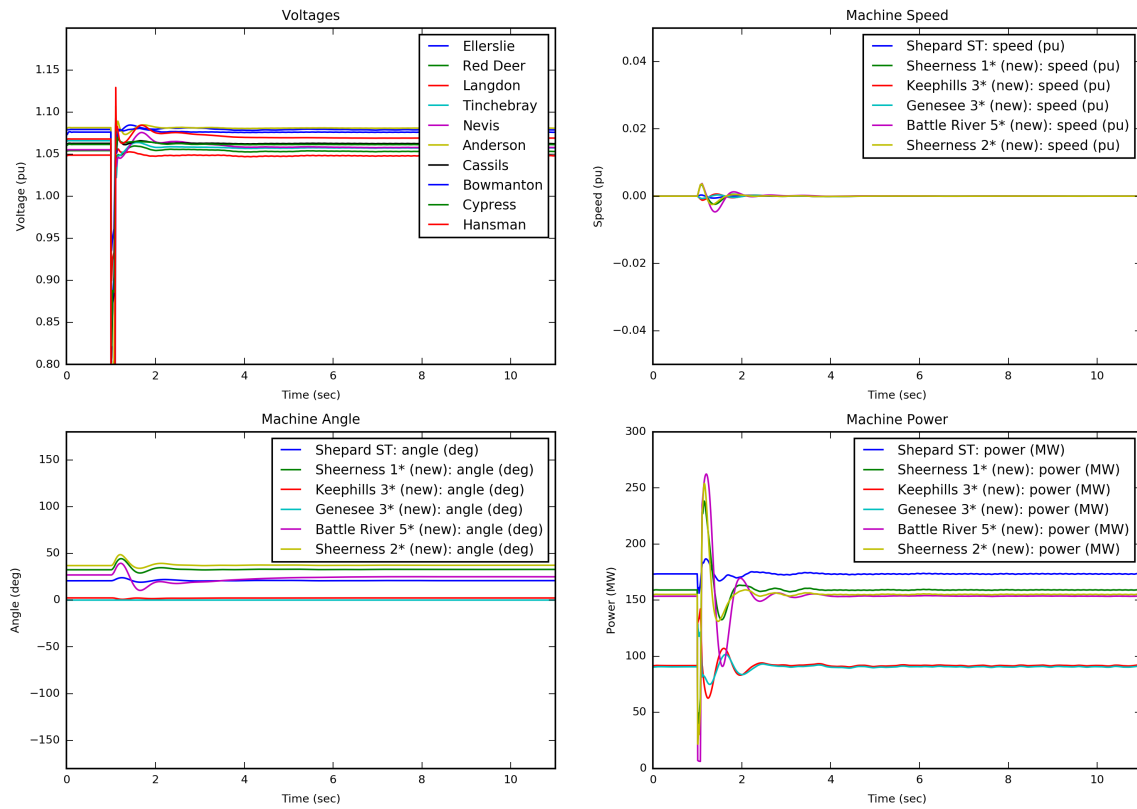 Voltages
Voltage (pu)
1.15
1.10
1.05
1.00
0.95
0.90
0.85
0.80
Ellerslie
Red Deer
Langdon
Tinchebray
Nevis
Anderson
Cassils
Bowmanton
Cypress
Hansman
0 2 4 6 8 10
Time (sec)
Machine Speed
Speed (pu)
0.04
0.02
0.00
−0.02
−0.04
Shepard ST: speed (pu)
Sheerness 1* (new): speed (pu)
Keephills 3* (new): speed (pu)
Genesee 3* (new): speed (pu)
Battle River 5* (new): speed (pu)
Sheerness 2* (new): speed (pu)
0 2 4 6 8 10
Time (sec)
Machine Angle
Angle (deg)
150
100
50
0
−50
−100
−150
Shepard ST: angle (deg)
Sheerness 1* (new): angle (deg)
Keephills 3* (new): angle (deg)
Genesee 3* (new): angle (deg)
Battle River 5* (new): angle (deg)
Sheerness 2* (new): angle (deg)
0 2 4 6 8 10
Time (sec)
Machine Power
Power (MW)
300
250
200
150
100
50
0
Shepard ST: power (MW)
Sheerness 1* (new): power (MW)
Keephills 3* (new): power (MW)
Genesee 3* (new): power (MW)
Battle River 5* (new): power (MW)
Sheerness 2* (new): power (MW)
0 2 4 6 8 10
Time (sec)